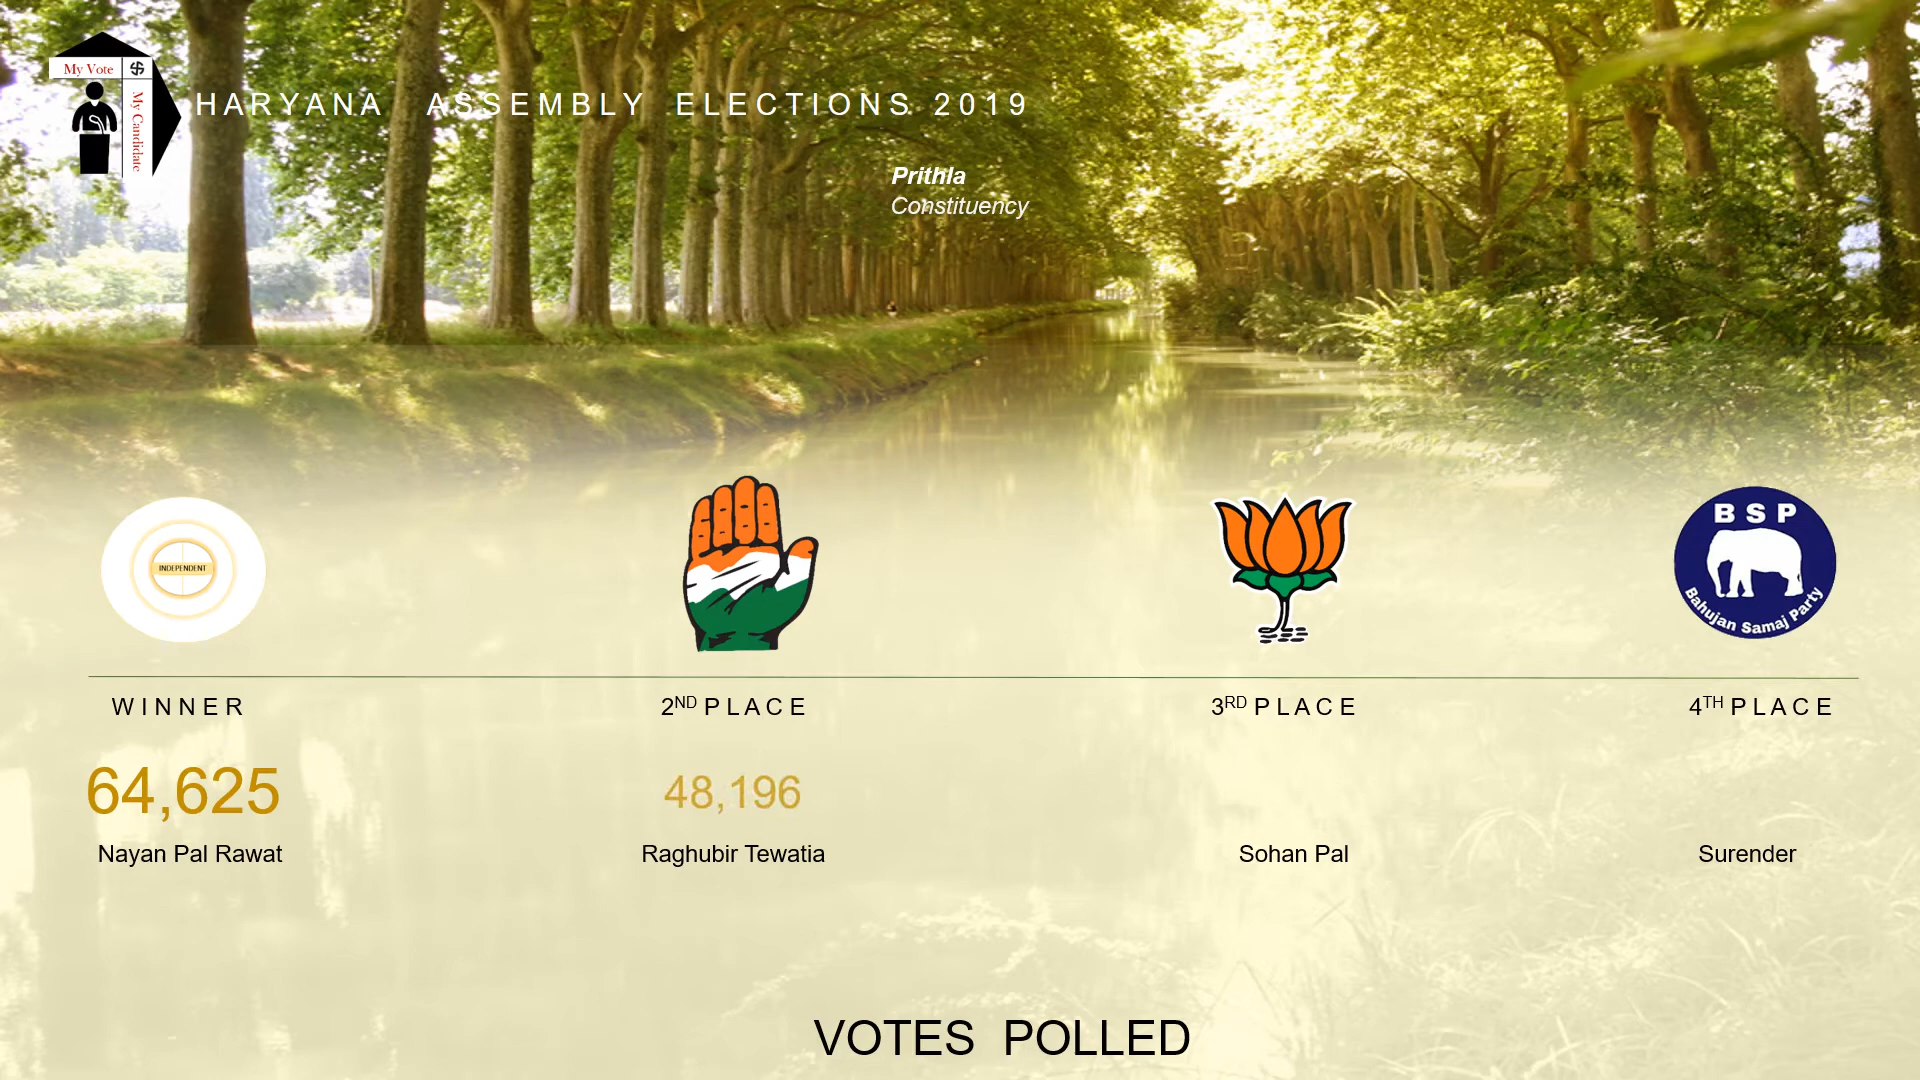 My Vote
My Candidate
HARYANA ASSEMBLY ELECTIONS 2019
Prithla
Constituency
INDEPENDENT
BSP
Bahujan Samaj Party
WINNER
2ND PLACE
3RD PLACE
4TH PLACE
64,625
48,196
Nayan Pal Rawat
Raghubir Tewatia
Sohan Pal
Surender
VOTES POLLED